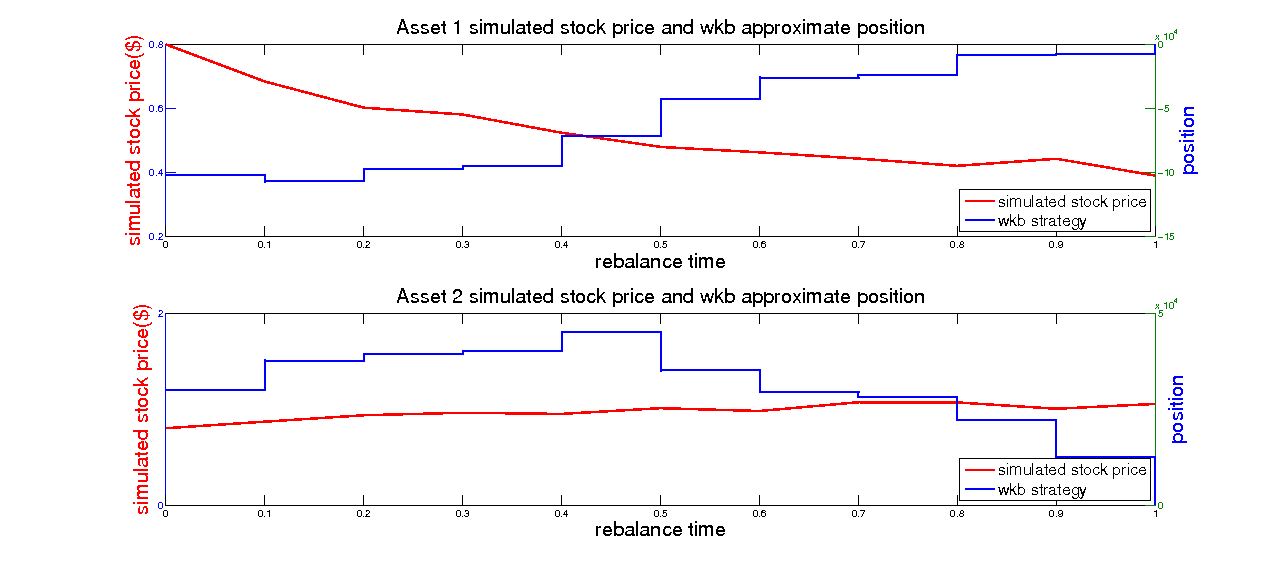 Asset 1 simulated stock price and wkb approximate position
x 10^4
simulated stock price($)
0.8
0.6
0.4
0.2
0
-5
-10
-15
position
simulated stock price
wkb strategy
0 0.1 0.2 0.3 0.4 0.5 0.6 0.7 0.8 0.9 1
rebalance time
Asset 2 simulated stock price and wkb approximate position
x 10^4
simulated stock price($)
2
0
5
0
position
simulated stock price
wkb strategy
0 0.1 0.2 0.3 0.4 0.5 0.6 0.7 0.8 0.9 1
rebalance time